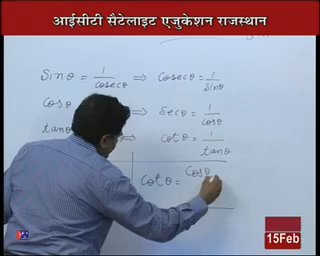 आईसीटी सैटेलाइट एजुकेशन राजस्थान
sinθ = 1/cosecθ ⇒ cosecθ = 1/sinθ
cosθ ⇒ secθ = 1/cosθ
tanθ ⇒ cotθ = 1/tanθ
cotθ = cosθ
15Feb